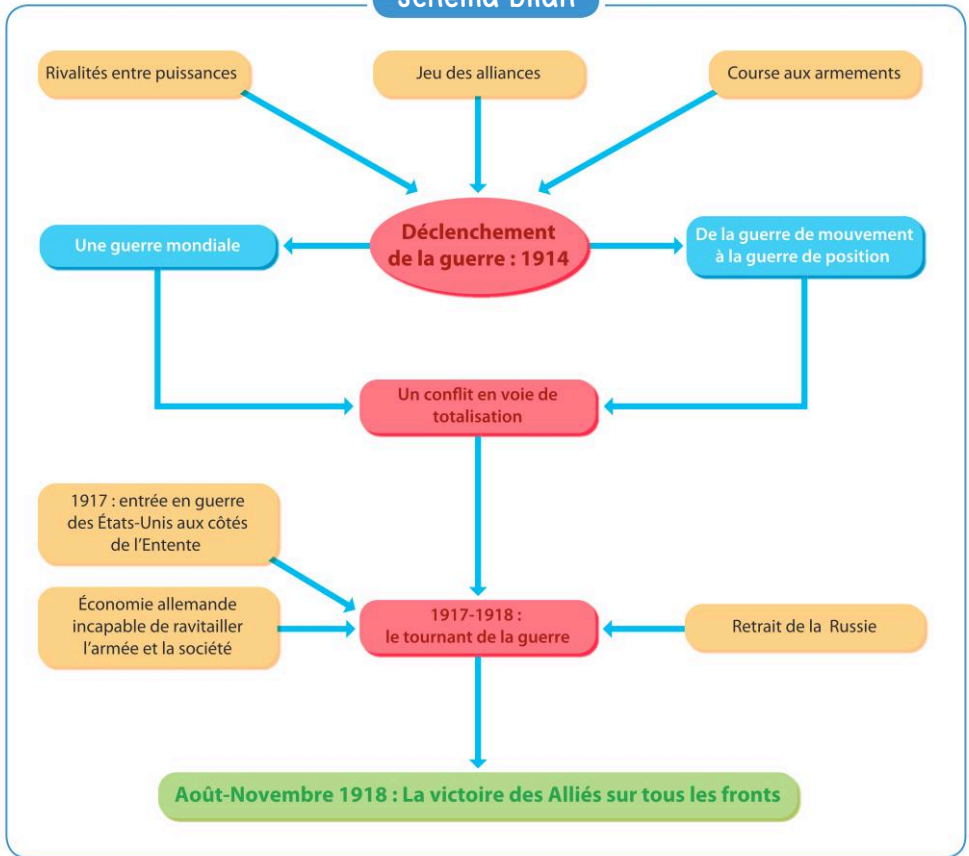 Schéma bilan
Rivalités entre puissances
Jeu des alliances
Course aux armements
Déclenchement
de la guerre : 1914
Une guerre mondiale
De la guerre de mouvement
à la guerre de position
Un conflit en voie de
totalisation
1917 : entrée en guerre
des États-Unis aux côtés
de l'Entente
Économie allemande
incapable de ravitailler
l'armée et la société
1917-1918 :
le tournant de la guerre
Retrait de la Russie
Août-Novembre 1918 : La victoire des Alliés sur tous les fronts